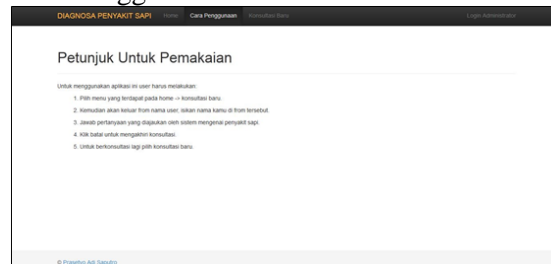 DIAGNOSA PENYAKIT SAPI Home Cara Penggunaan Konsultasi Baru Login Administrator
Petunjuk Untuk Pemakaian
Untuk menggunakan aplikasi ini user harus melakukan:
1. Pilih menu yang terdapat pada home -> konsultasi baru.
2. Kemudian akan keluar from nama user, isikan nama kamu di from tersebut.
3. Jawab pertanyaan yang diajukan oleh sistem mengenai penyakit sapi.
4. Klik batal untuk mengakhiri konsultasi.
5. Untuk berkonsultasi lagi pilih konsultasi baru.
© Prasetyo Adi Saputro